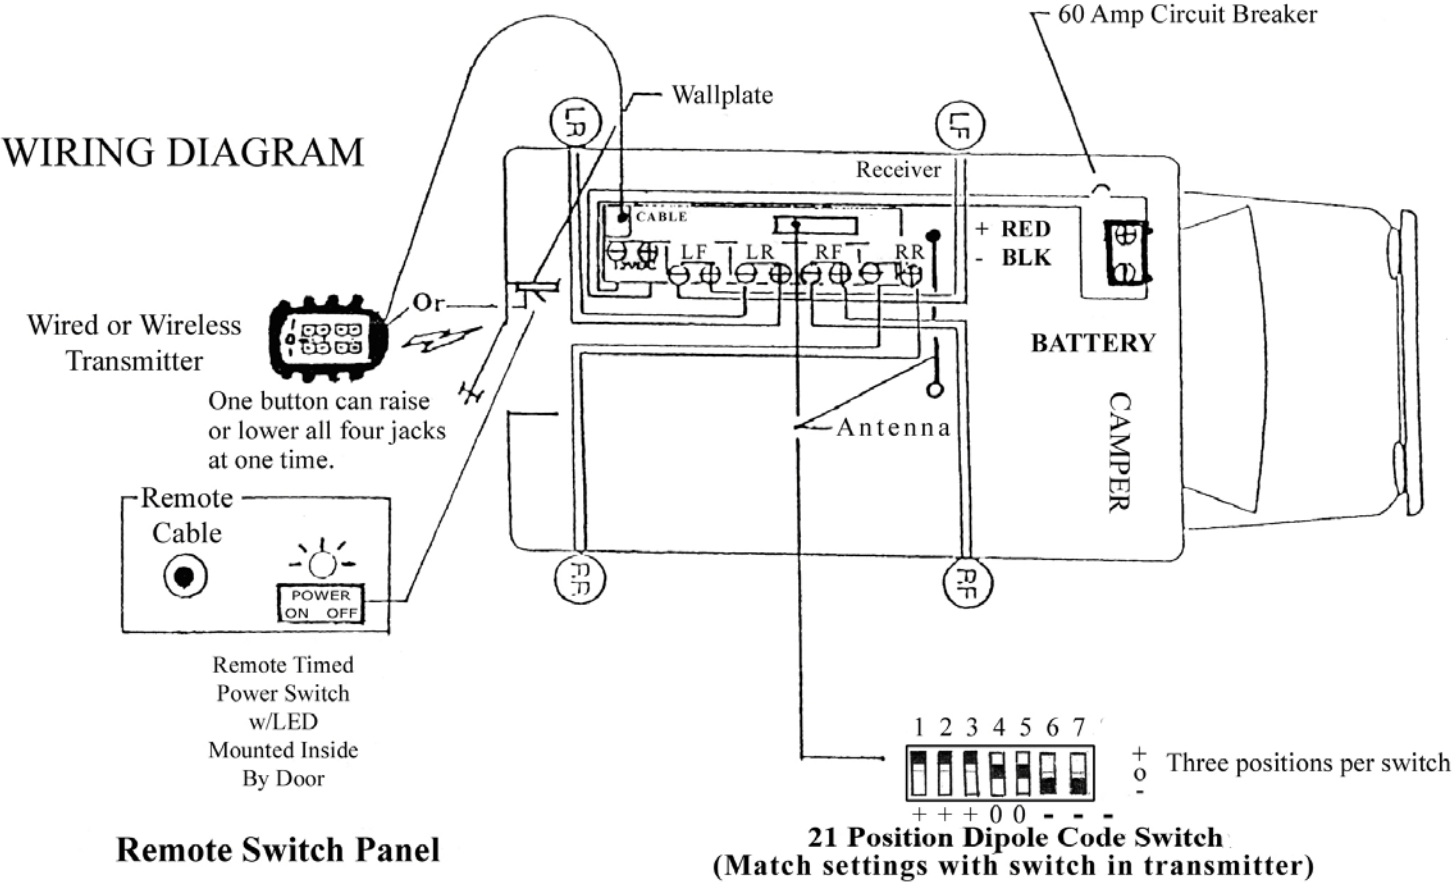 60 Amp Circuit Breaker
Wallplate
WIRING DIAGRAM
LR
LF
Receiver
CABLE
+ RED
- BLK
12VDC
LF
LR
RF
RR
Or
Wired or Wireless
Transmitter
BATTERY
One button can raise
or lower all four jacks
at one time.
Antenna
CAMPER
Remote
Cable
POWER
ON OFF
RF
Remote Timed
Power Switch
w/LED
Mounted Inside
By Door
1 2 3 4 5 6 7
+
o
-
Three positions per switch
+ + + 0 0 - - -
21 Position Dipole Code Switch
(Match settings with switch in transmitter)
Remote Switch Panel